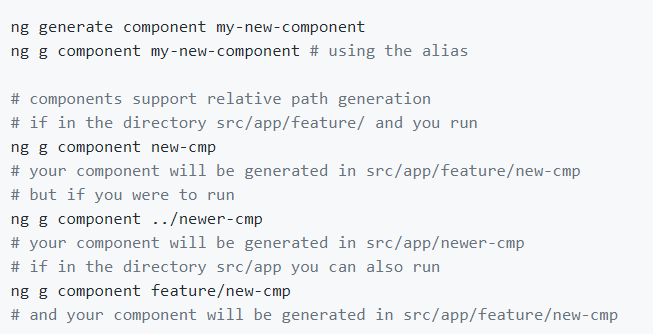 ng generate component my-new-component
ng g component my-new-component # using the alias
# components support relative path generation
# if in the directory src/app/feature/ and you run
ng g component new-cmp
# your component will be generated in src/app/feature/new-cmp
# but if you were to run
ng g component ../newer-cmp
# your component will be generated in src/app/newer-cmp
# if in the directory src/app you can also run
ng g component feature/new-cmp
# and your component will be generated in src/app/feature/new-cmp